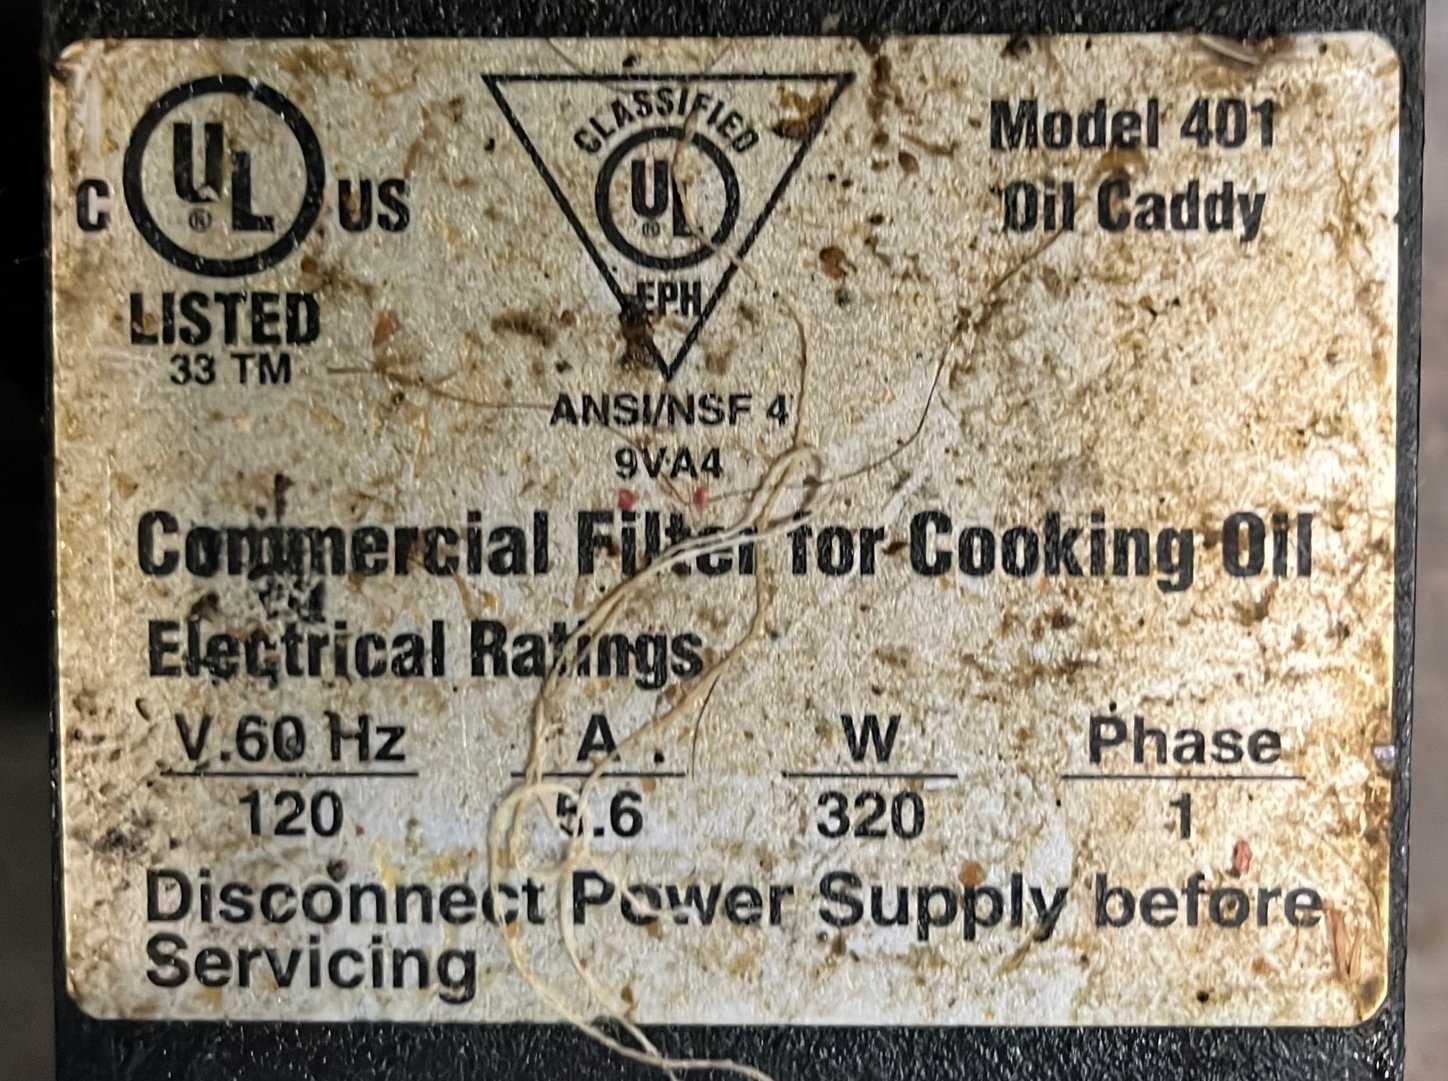 C UL ® US
LISTED
33 TM
CLASSIFIED
UL ®
EPH
ANSI/NSF 4
9VA4
Model 401
Oil Caddy
Commercial Filter for Cooking Oil
Electrical Ratings
V.60 Hz A . W Phase
120 5.6 320 1
Disconnect Power Supply before
Servicing